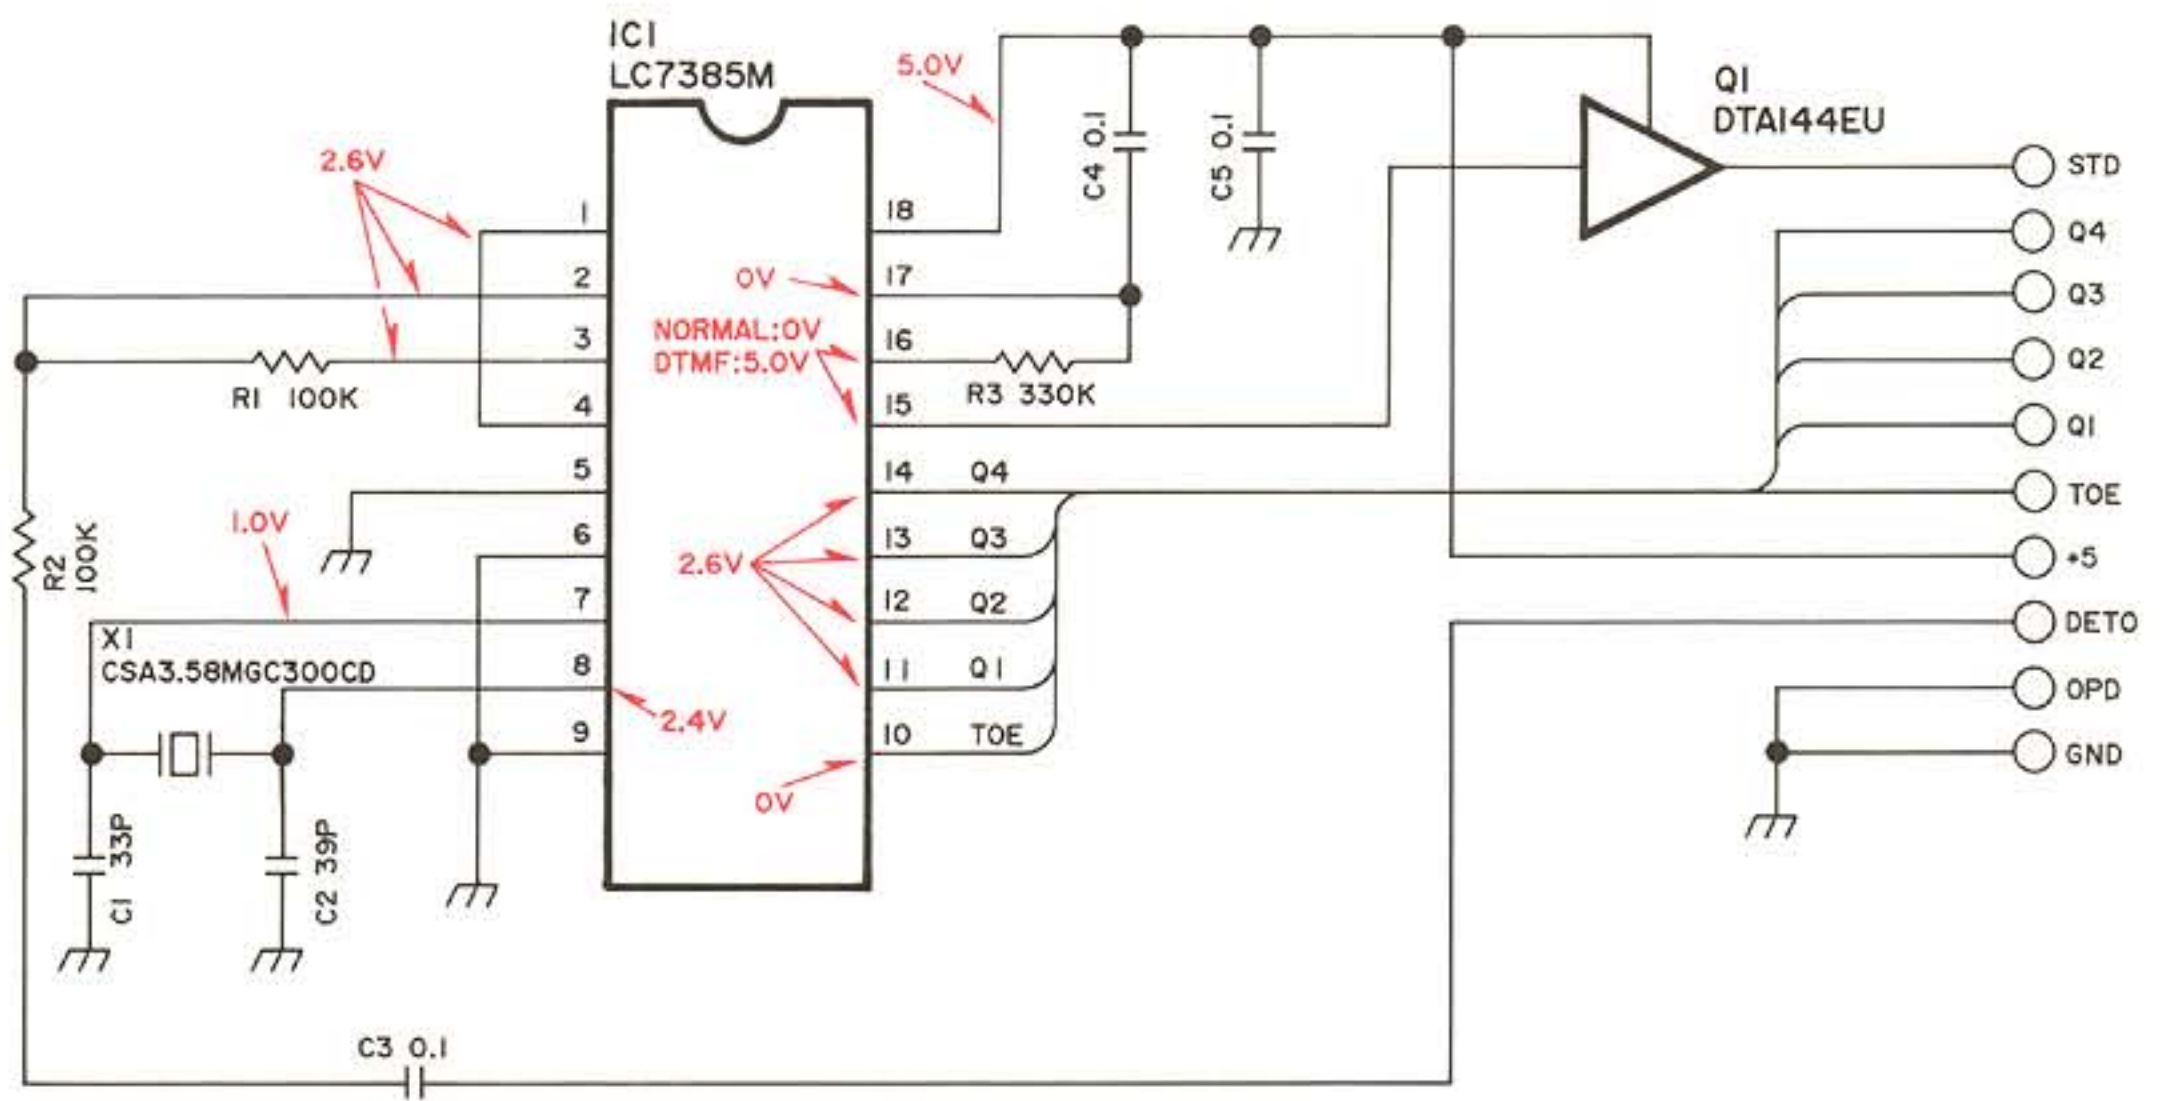 IC1
LC7385M
5.0V
Q1
DTA144EU
C4 0.1
C5 0.1
2.6V
STD
1
18
Q4
2
0V
17
Q3
3
NORMAL:0V
DTMF:5.0V
16
Q2
R1 100K
R3 330K
4
15
Q1
5
14
Q4
TOE
1.0V
R2
100K
6
2.6V
13
Q3
+5
7
12
Q2
DETO
X1
CSA3.58MGC300CD
8
11
Q1
OPD
2.4V
9
10
TOE
GND
0V
C1 33P
C2 39P
C3 0.1